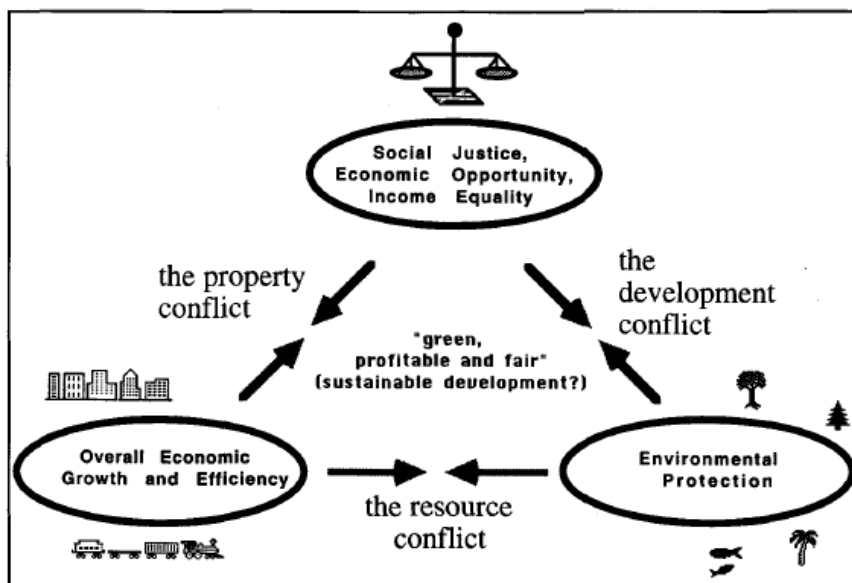 Social Justice,
Economic Opportunity,
Income Equality
the property
conflict
the
development
conflict
"green,
profitable and fair"
(sustainable development?)
Overall Economic
Growth and Efficiency
Environmental
Protection
the resource
conflict